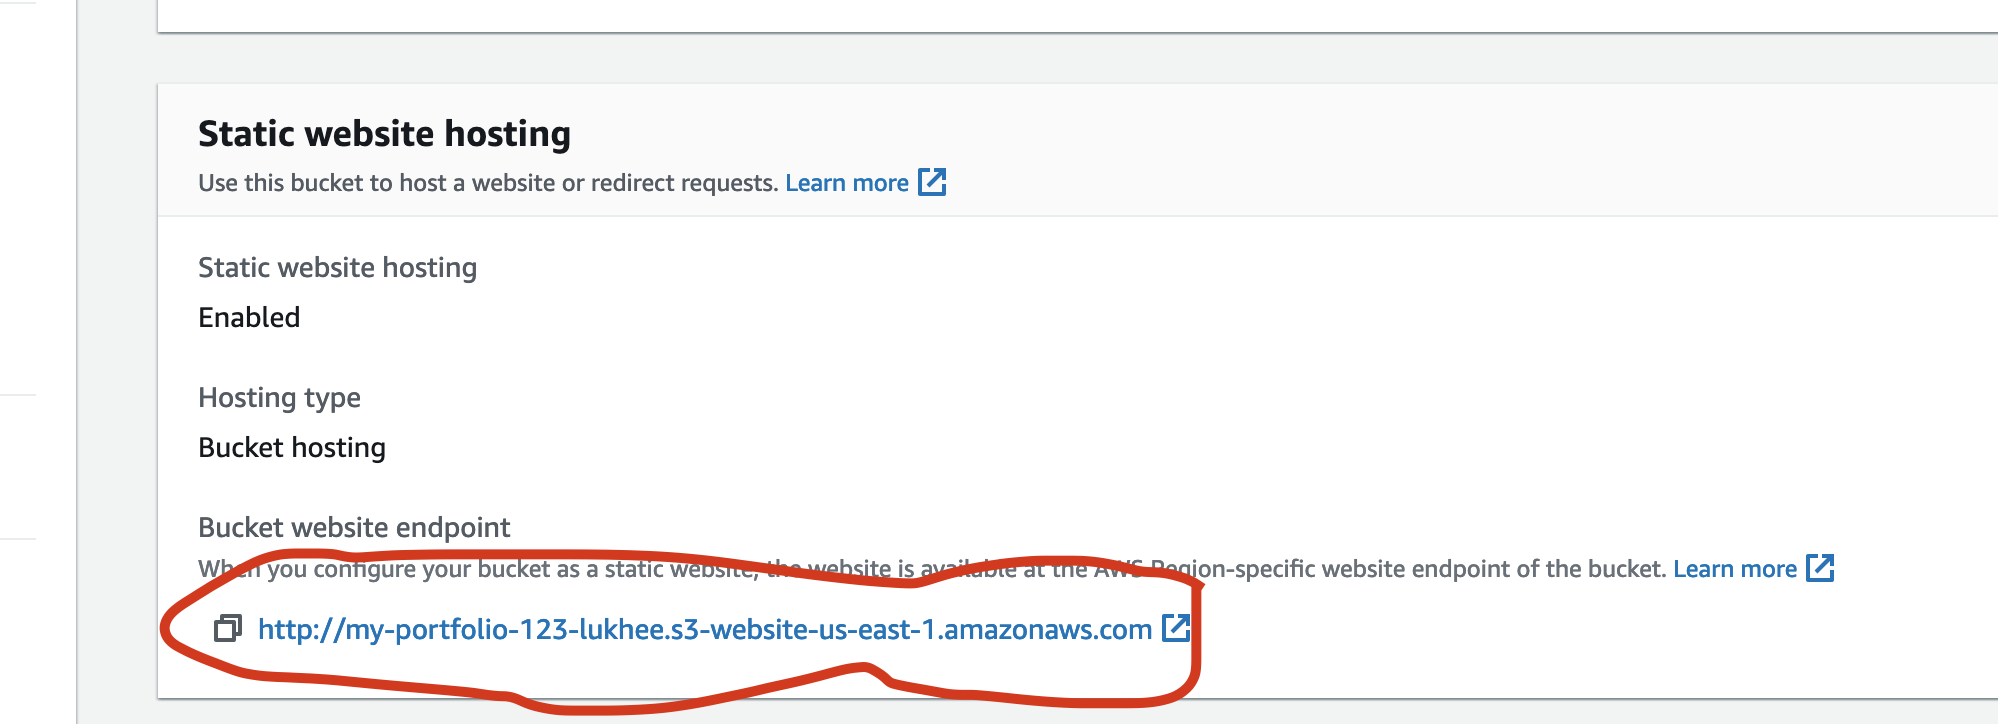 Static website hosting
Use this bucket to host a website or redirect requests. Learn more
Static website hosting
Enabled
Hosting type
Bucket hosting
Bucket website endpoint
When you configure your bucket as a static website, the website is available at the AWS Region-specific website endpoint of the bucket. Learn more
http://my-portfolio-123-lukhee.s3-website-us-east-1.amazonaws.com